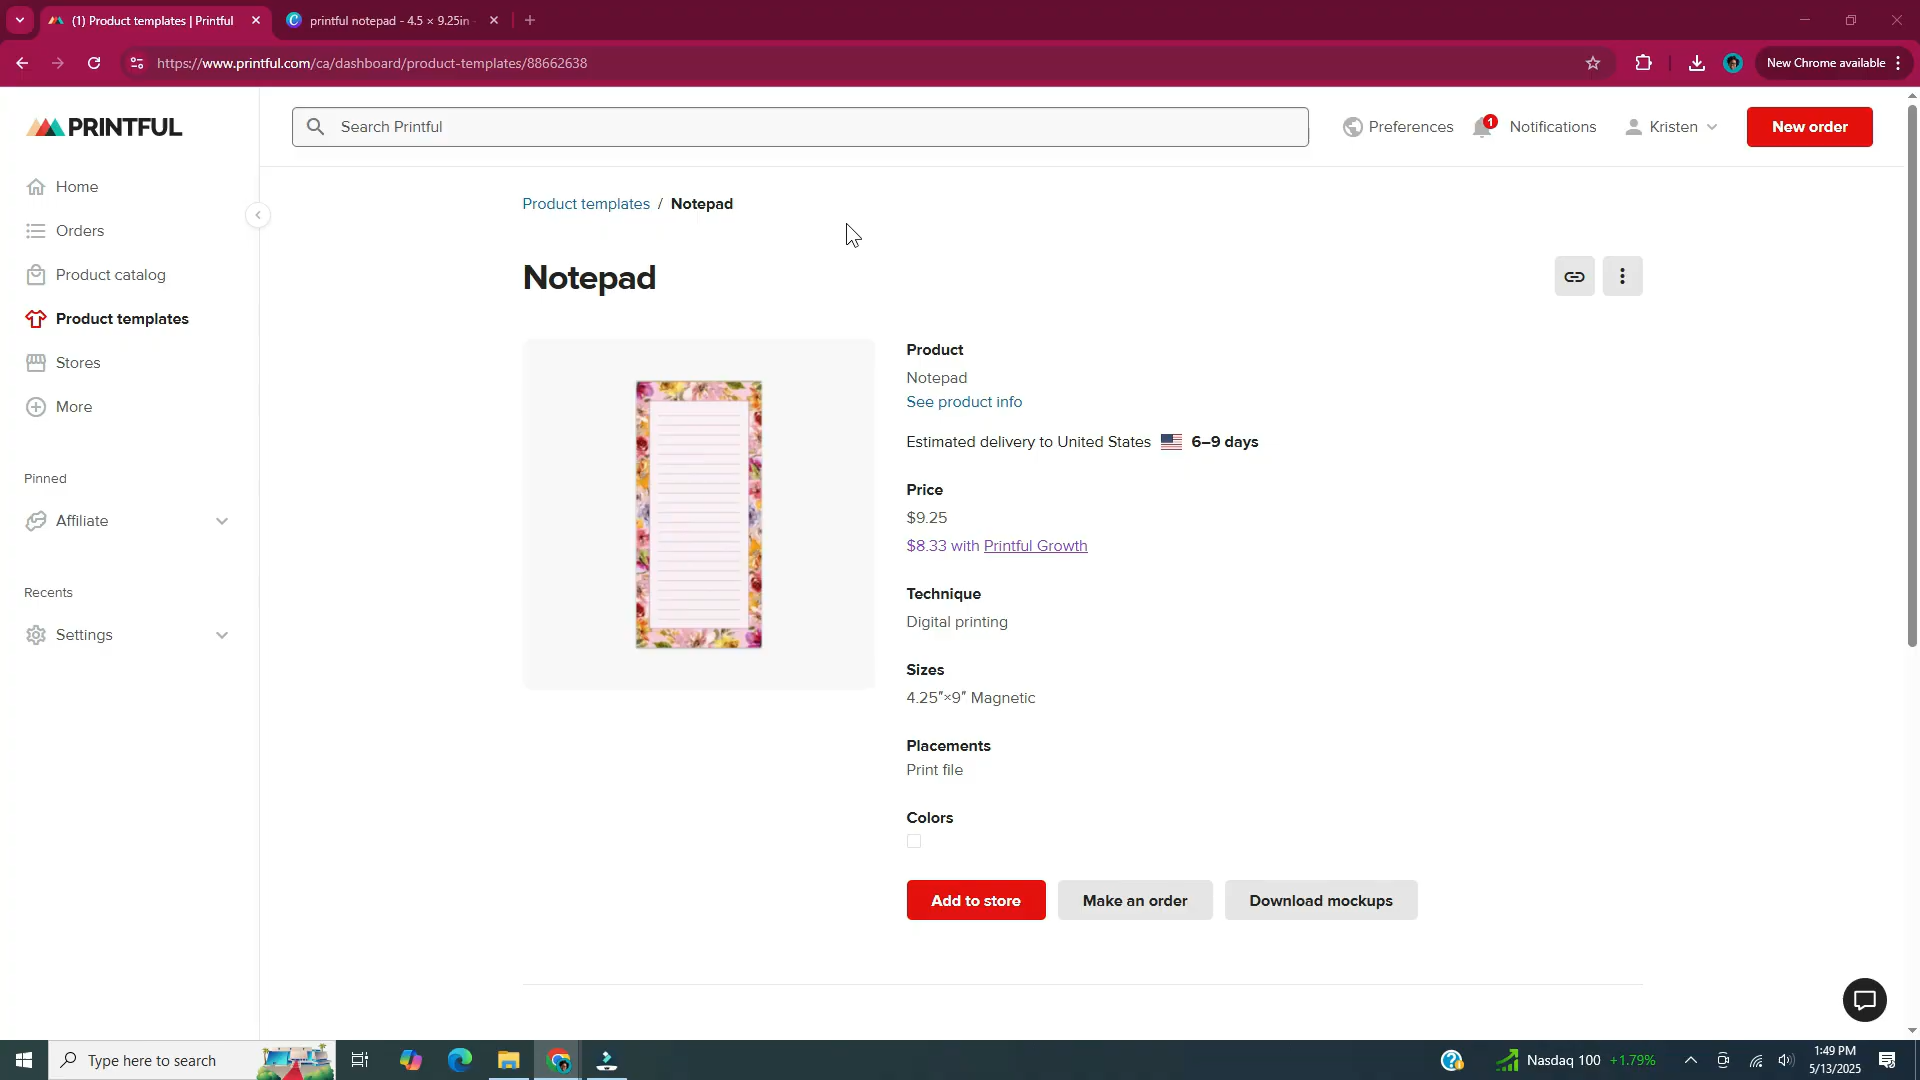 (1) Product templates | Printful
printful notepad - 4.5 × 9.25in
https://www.printful.com/ca/dashboard/product-templates/88662638
New Chrome available
PRINTFUL
Search Printful
Preferences
1
Notifications
Kristen
New order
Home
Orders
Product catalog
Product templates
Stores
More
Pinned
Affiliate
Recents
Settings
Product templates / Notepad
Notepad
Product
Notepad
See product info
Estimated delivery to United States 6–9 days
Price
$9.25
$8.33 with Printful Growth
Technique
Digital printing
Sizes
4.25″×9″ Magnetic
Placements
Print file
Colors
Add to store
Make an order
Download mockups
Type here to search
Nasdaq 100 +1.79%
1:49 PM
5/13/2025